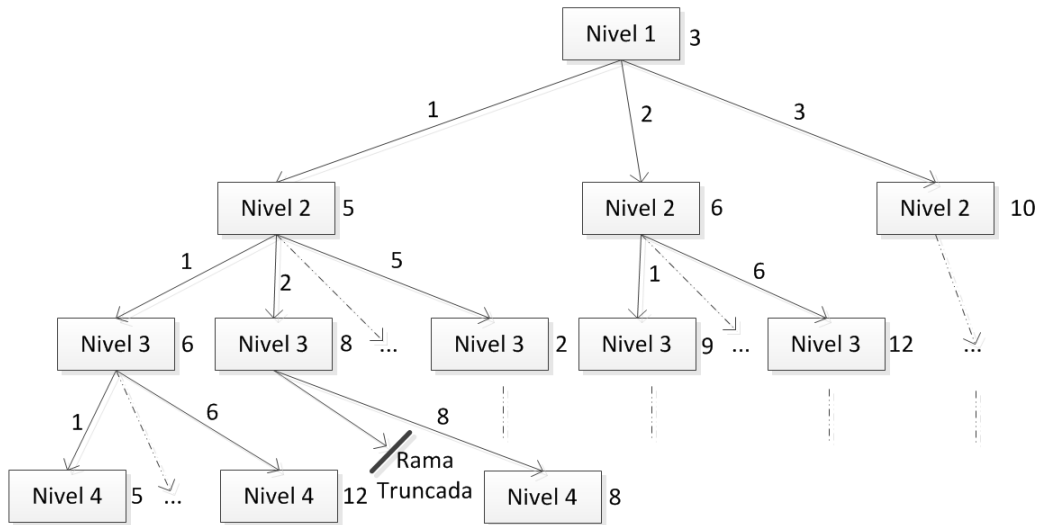 Nivel 1 3
1 2 3
Nivel 2 5 Nivel 2 6 Nivel 2 10
1 2 5 1 6
Nivel 3 6 Nivel 3 8 ... Nivel 3 2 Nivel 3 9 ... Nivel 3 12 ...
1 6 8
Rama
Truncada
Nivel 4 5 ... Nivel 4 12 Nivel 4 8